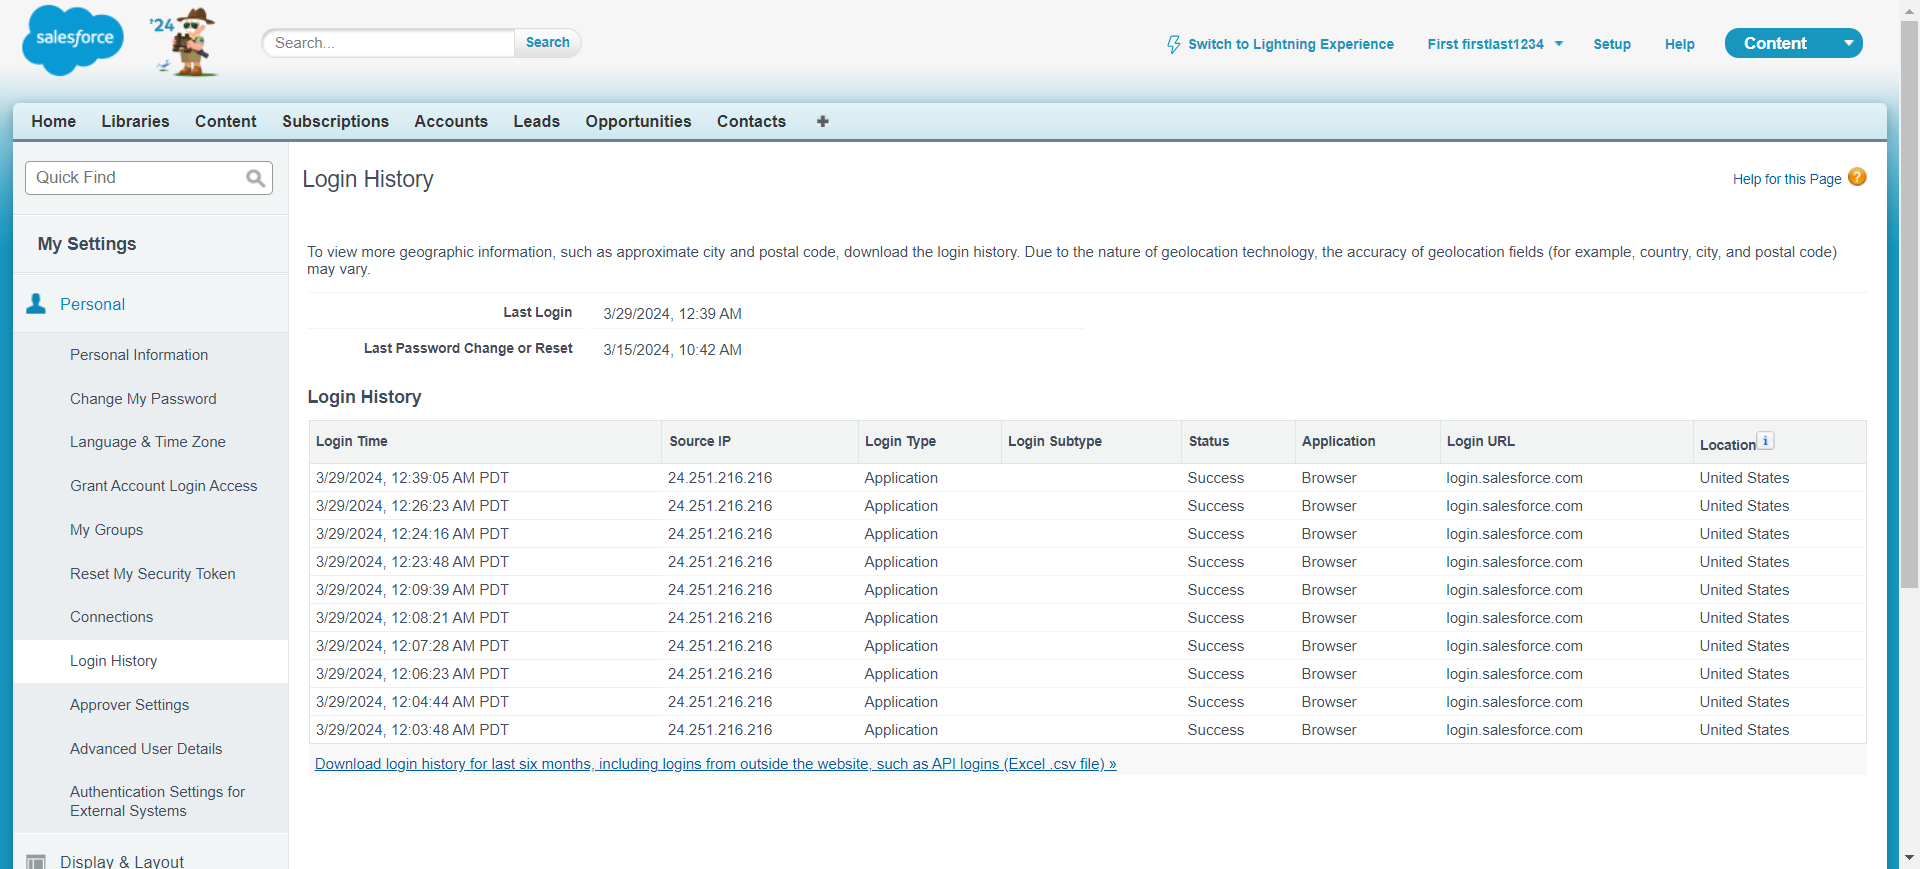 salesforce
'24
Search...
Search
Switch to Lightning Experience
First firstlast1234
Setup
Help
Content
Home
Libraries
Content
Subscriptions
Accounts
Leads
Opportunities
Contacts
Quick Find
My Settings
Personal
Personal Information
Change My Password
Language & Time Zone
Grant Account Login Access
My Groups
Reset My Security Token
Connections
Login History
Approver Settings
Advanced User Details
Authentication Settings for
External Systems
Display & Layout
Login History
Help for this Page ?
To view more geographic information, such as approximate city and postal code, download the login history. Due to the nature of geolocation technology, the accuracy of geolocation fields (for example, country, city, and postal code)
may vary.
Last Login 3/29/2024, 12:39 AM
Last Password Change or Reset 3/15/2024, 10:42 AM
Login History
Login Time Source IP Login Type Login Subtype Status Application Login URL Location i
3/29/2024, 12:39:05 AM PDT 24.251.216.216 Application Success Browser login.salesforce.com United States
3/29/2024, 12:26:23 AM PDT 24.251.216.216 Application Success Browser login.salesforce.com United States
3/29/2024, 12:24:16 AM PDT 24.251.216.216 Application Success Browser login.salesforce.com United States
3/29/2024, 12:23:48 AM PDT 24.251.216.216 Application Success Browser login.salesforce.com United States
3/29/2024, 12:09:39 AM PDT 24.251.216.216 Application Success Browser login.salesforce.com United States
3/29/2024, 12:08:21 AM PDT 24.251.216.216 Application Success Browser login.salesforce.com United States
3/29/2024, 12:07:28 AM PDT 24.251.216.216 Application Success Browser login.salesforce.com United States
3/29/2024, 12:06:23 AM PDT 24.251.216.216 Application Success Browser login.salesforce.com United States
3/29/2024, 12:04:44 AM PDT 24.251.216.216 Application Success Browser login.salesforce.com United States
3/29/2024, 12:03:48 AM PDT 24.251.216.216 Application Success Browser login.salesforce.com United States
Download login history for last six months, including logins from outside the website, such as API logins (Excel .csv file) »